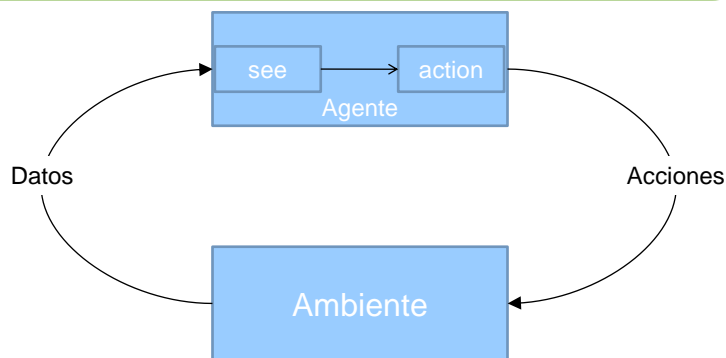 see
action
Agente
Datos
Acciones
Ambiente